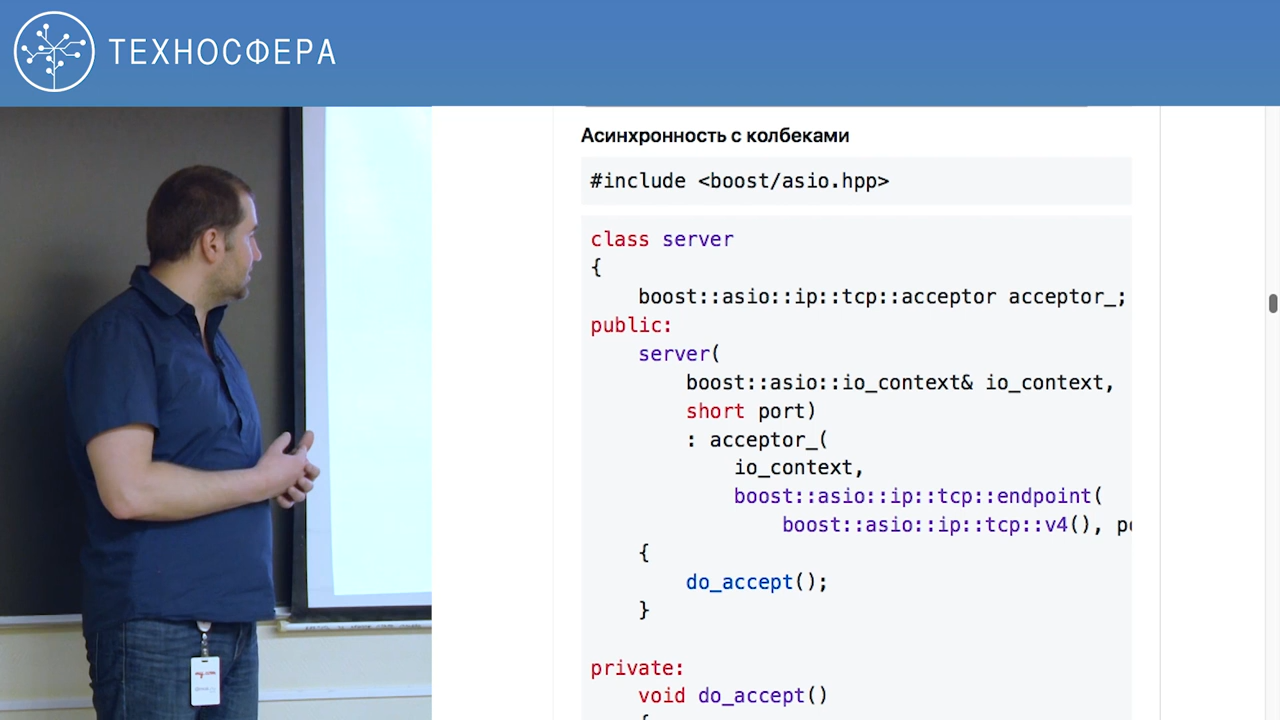 ТЕХНОСФЕРА
Асинхронность с колбеками
#include <boost/asio.hpp>
class server
{
boost::asio::ip::tcp::acceptor acceptor_;
public:
server(
boost::asio::io_context& io_context,
short port)
: acceptor_(
io_context,
boost::asio::ip::tcp::endpoint(
boost::asio::ip::tcp::v4(),
{
do_accept();
}
private:
void do_accept()